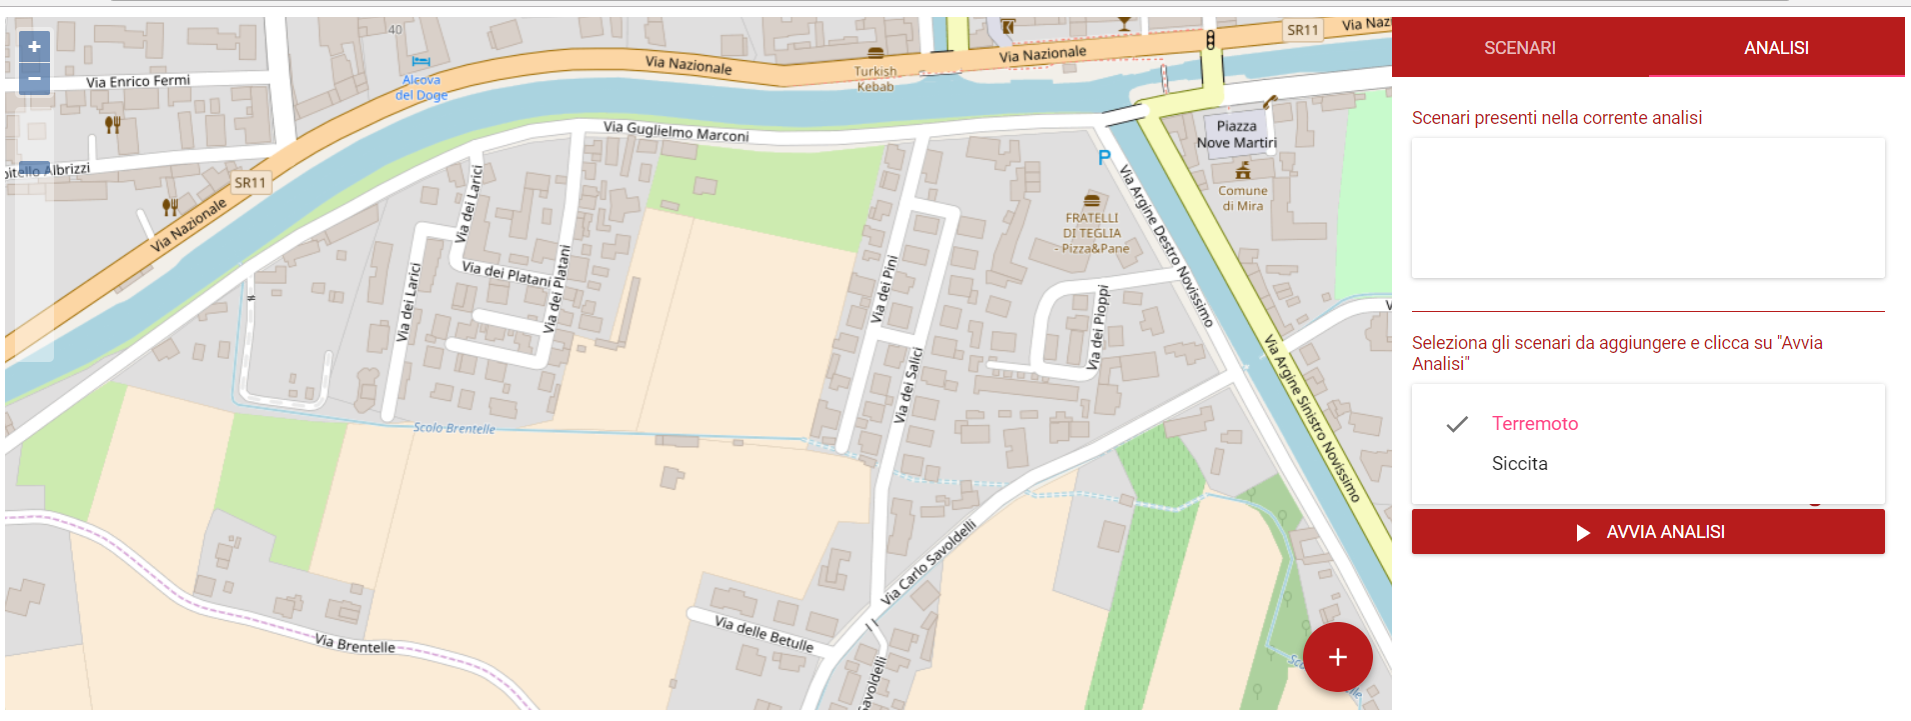 +
−
40
Via Enrico Fermi
Alcova
del Doge
Albrizzi
SR11
Via Nazionale
Via Nazionale
Turkish
Kebab
Via Nazionale
SR11
Via Guglielmo Marconi
Piazza
Nove Martiri
P
Comune
di Mira
FRATELLI
DI TEGLIA
- Pizza&Pane
Via dei Larici
Via dei Larici
Via dei Platani
Via dei Platani
Via dei Pini
Via dei Salici
Via dei Pioppi
Via Argine Destro Novissimo
Via Argine Sinistro Novissimo
Scolo Brentelle
Via Carlo Savoldelli
Via delle Betulle
Via Brentelle
+
SCENARI
ANALISI
Scenari presenti nella corrente analisi
Seleziona gli scenari da aggiungere e clicca su "Avvia
Analisi"
Terremoto
Siccita
AVVIA ANALISI